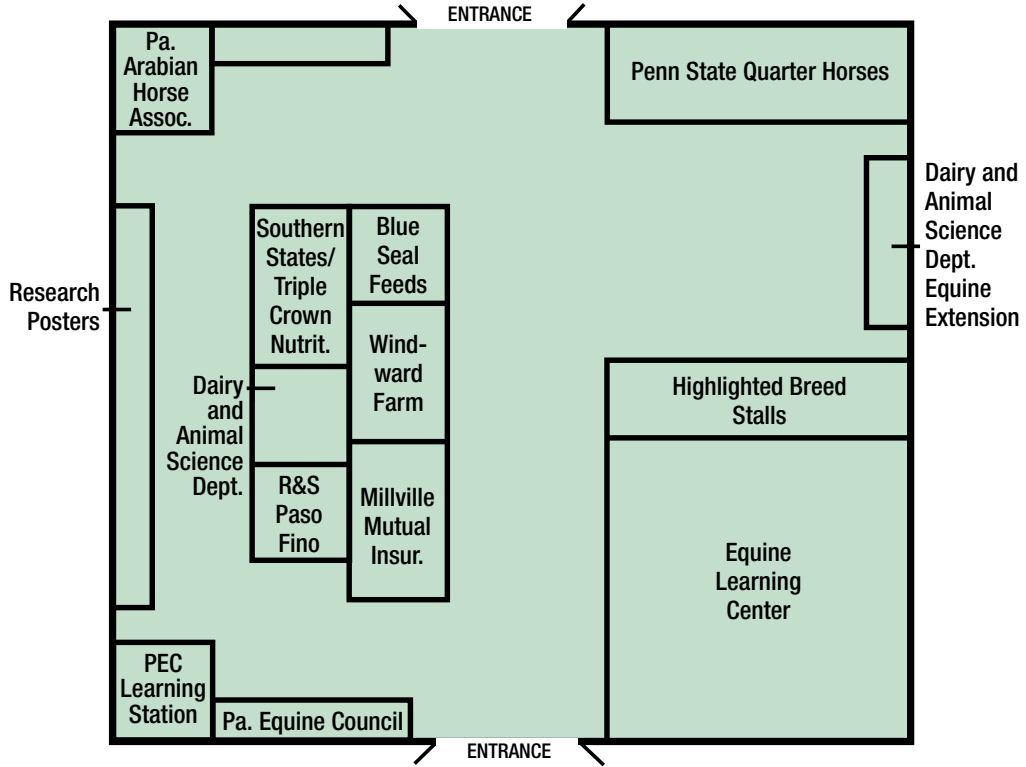 ENTRANCE
Pa.
Arabian
Horse
Assoc.
Penn State Quarter Horses
Dairy and
Animal
Science
Dept.
Equine
Extension
Research
Posters
Southern
States/
Triple
Crown
Nutrit.
Blue
Seal
Feeds
Wind-
ward
Farm
Dairy
and
Animal
Science
Dept.
R&S
Paso
Fino
Millville
Mutual
Insur.
Highlighted Breed
Stalls
Equine
Learning
Center
PEC
Learning
Station
Pa. Equine Council
ENTRANCE